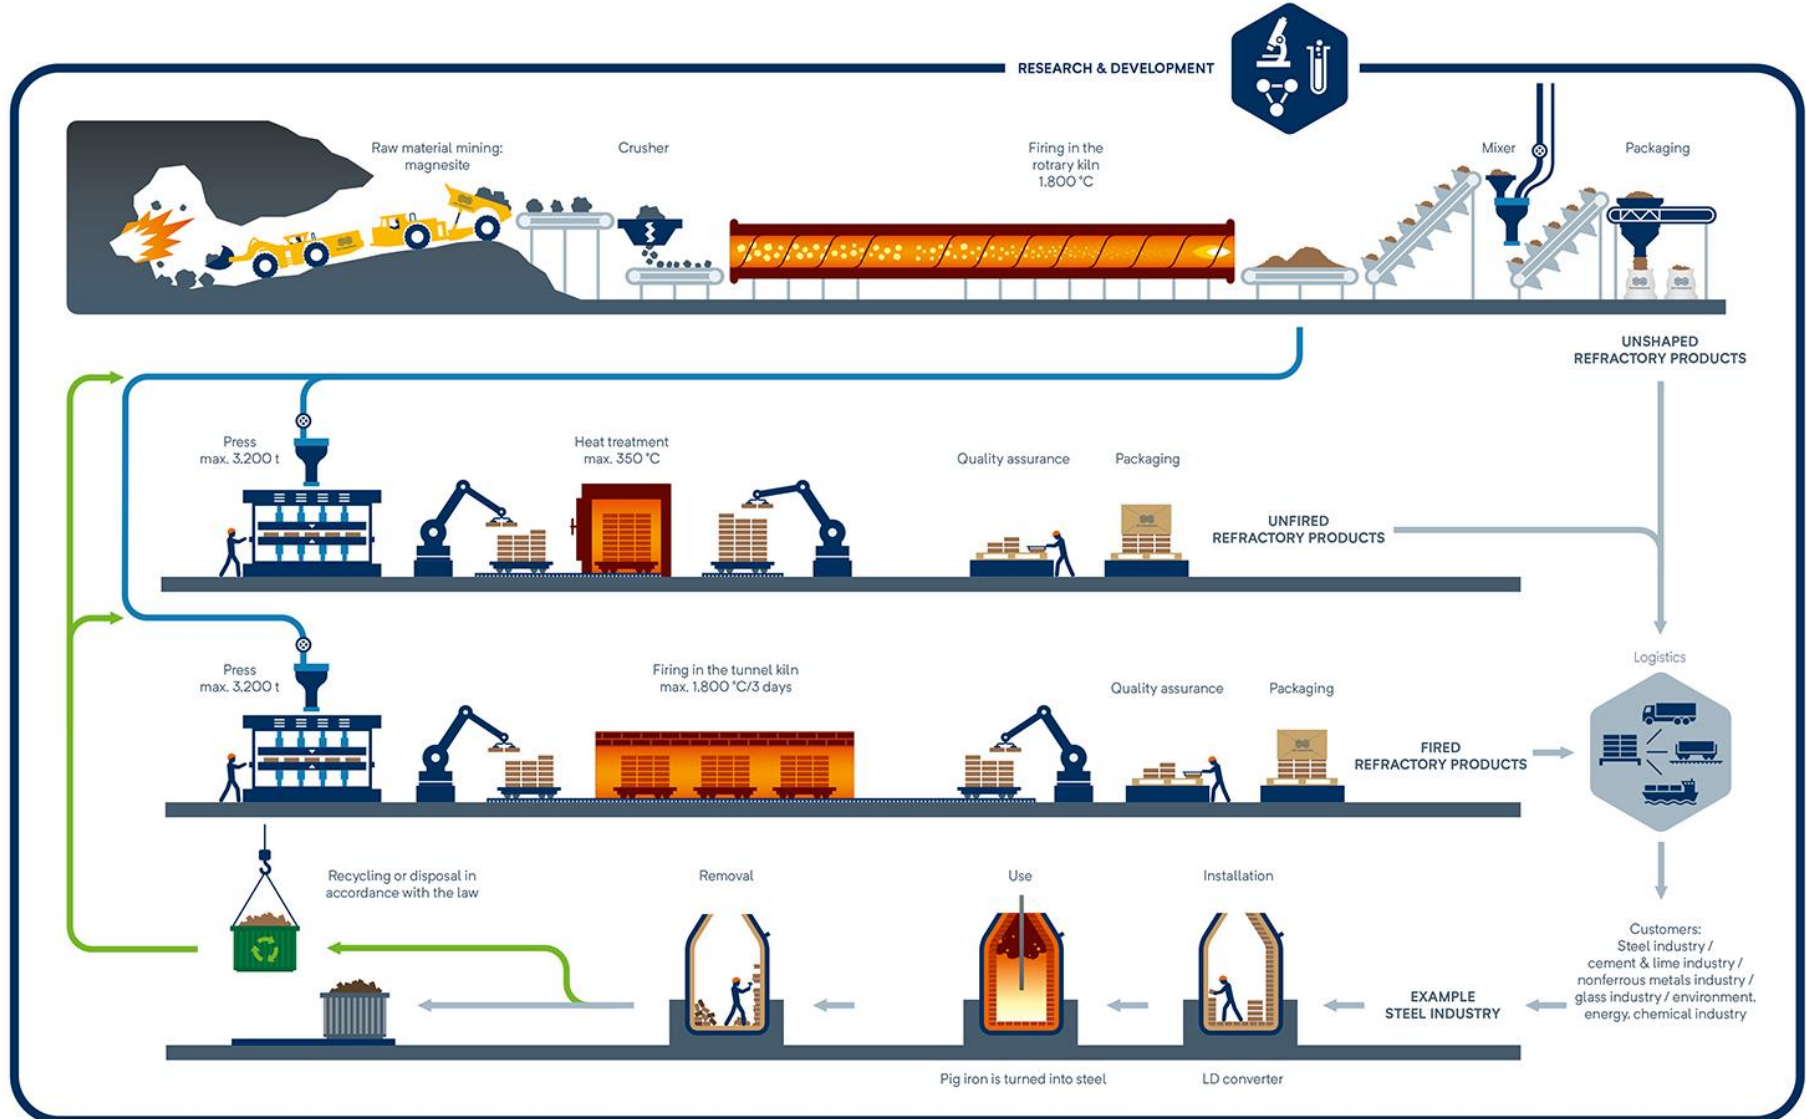 RESEARCH & DEVELOPMENT
Raw material mining:
magnesite
Crusher
Firing in the
rotrary kiln
1.800 °C
Mixer
Packaging
UNSHAPED
REFRACTORY PRODUCTS
Press
max. 3.200 t
Heat treatment
max. 350 °C
Quality assurance
Packaging
UNFIRED
REFRACTORY PRODUCTS
Press
max. 3.200 t
Firing in the tunnel kiln
max. 1.800 °C/3 days
Quality assurance
Packaging
FIRED
REFRACTORY PRODUCTS
Logistics
Recycling or disposal in
accordance with the law
Removal
Use
Installation
Customers:
Steel industry /
cement & lime industry /
nonferrous metals industry /
glass industry / environment.
energy. chemical industry
EXAMPLE
STEEL INDUSTRY
Pig iron is turned into steel
LD converter